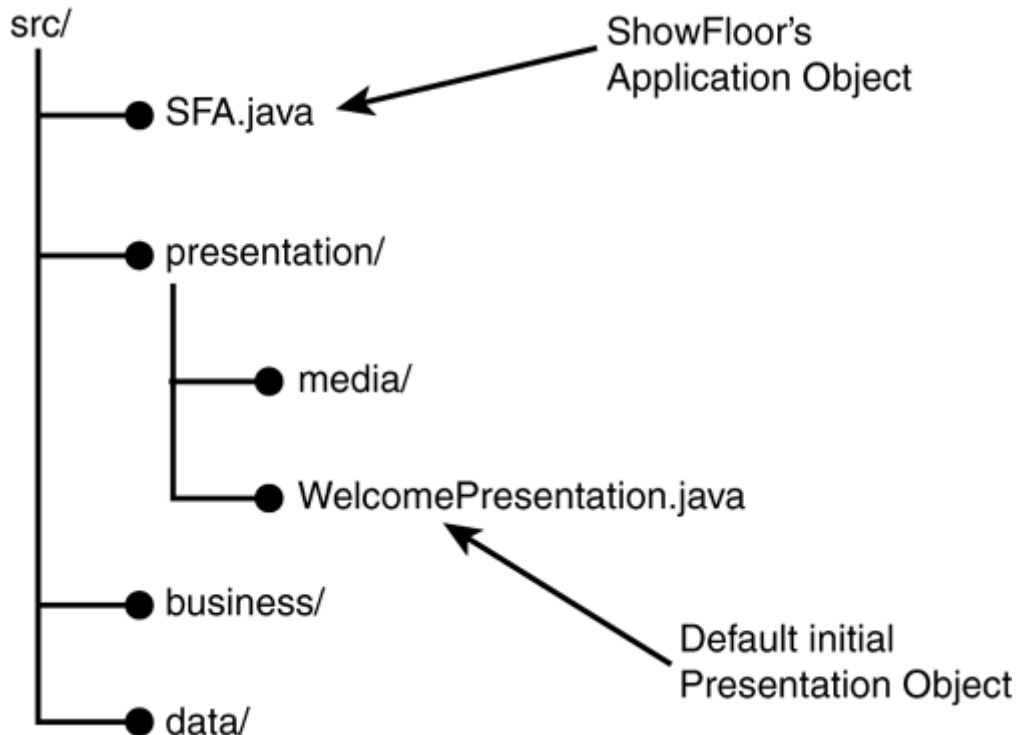 src/
ShowFloor's
Application Object
SFA.java
presentation/
media/
WelcomePresentation.java
business/
Default initial
Presentation Object
data/